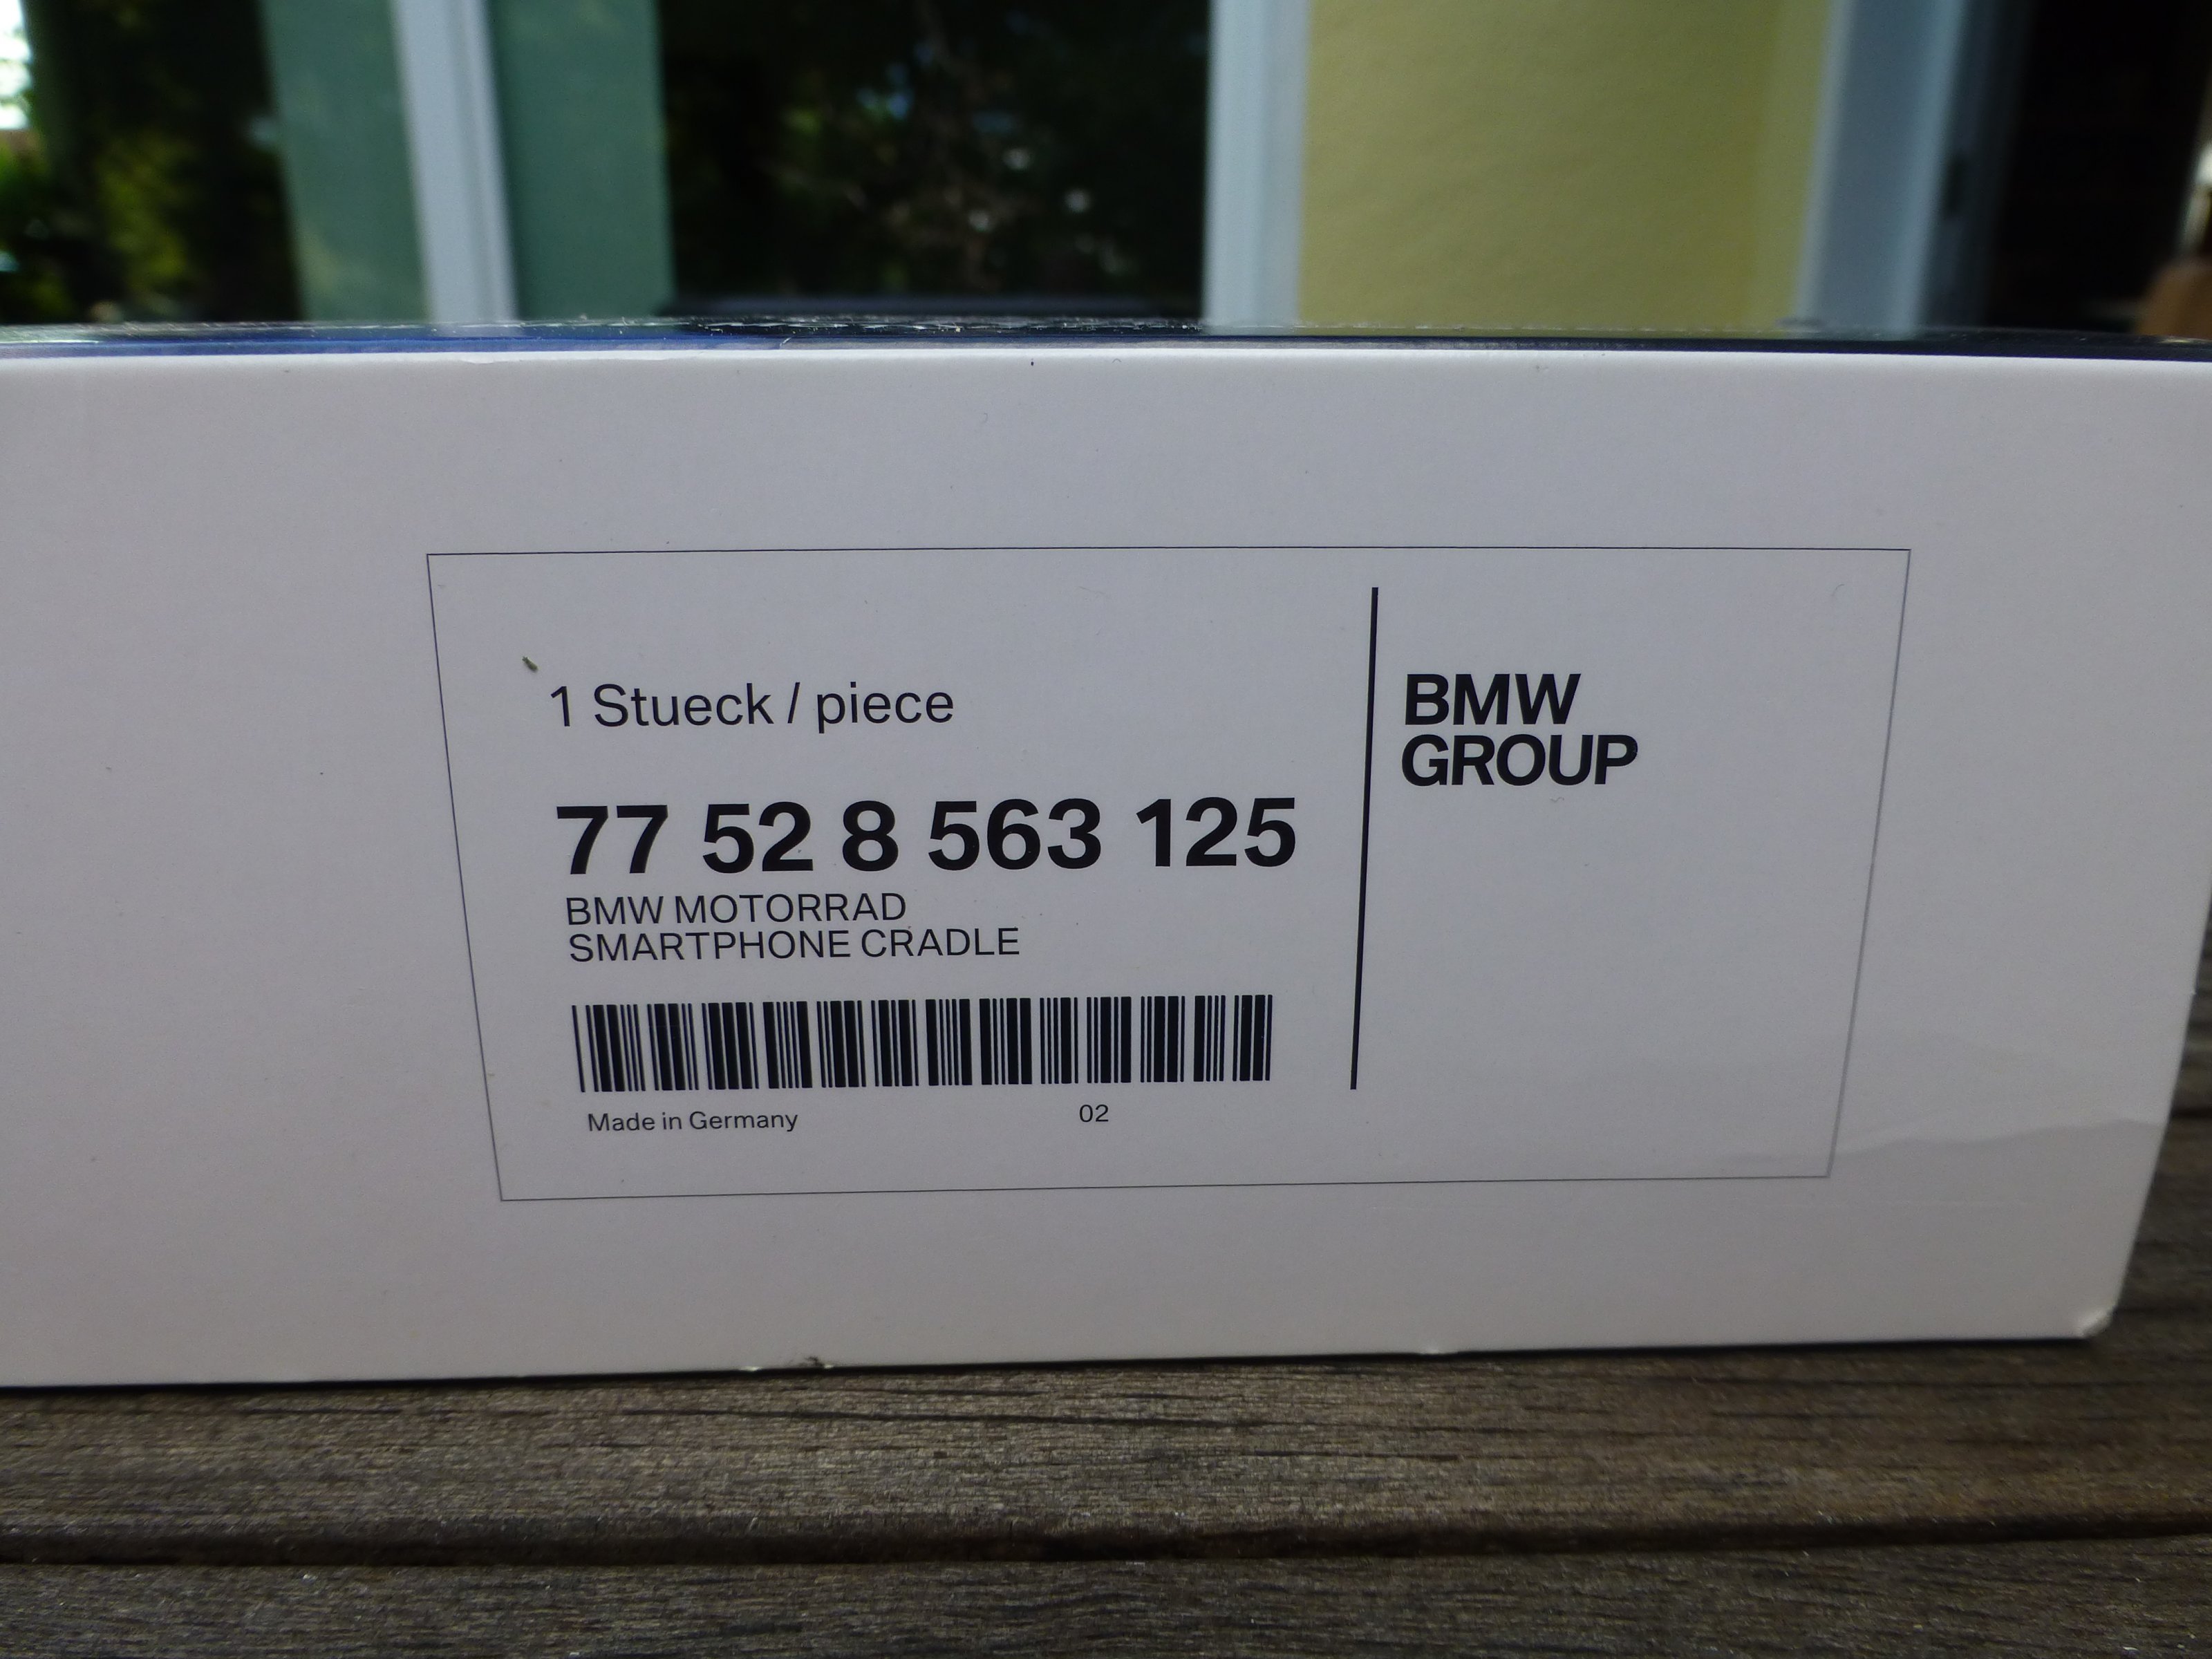 1 Stueck / piece
77 52 8 563 125
BMW MOTORRAD
SMARTPHONE CRADLE
Made in Germany
02
BMW
GROUP